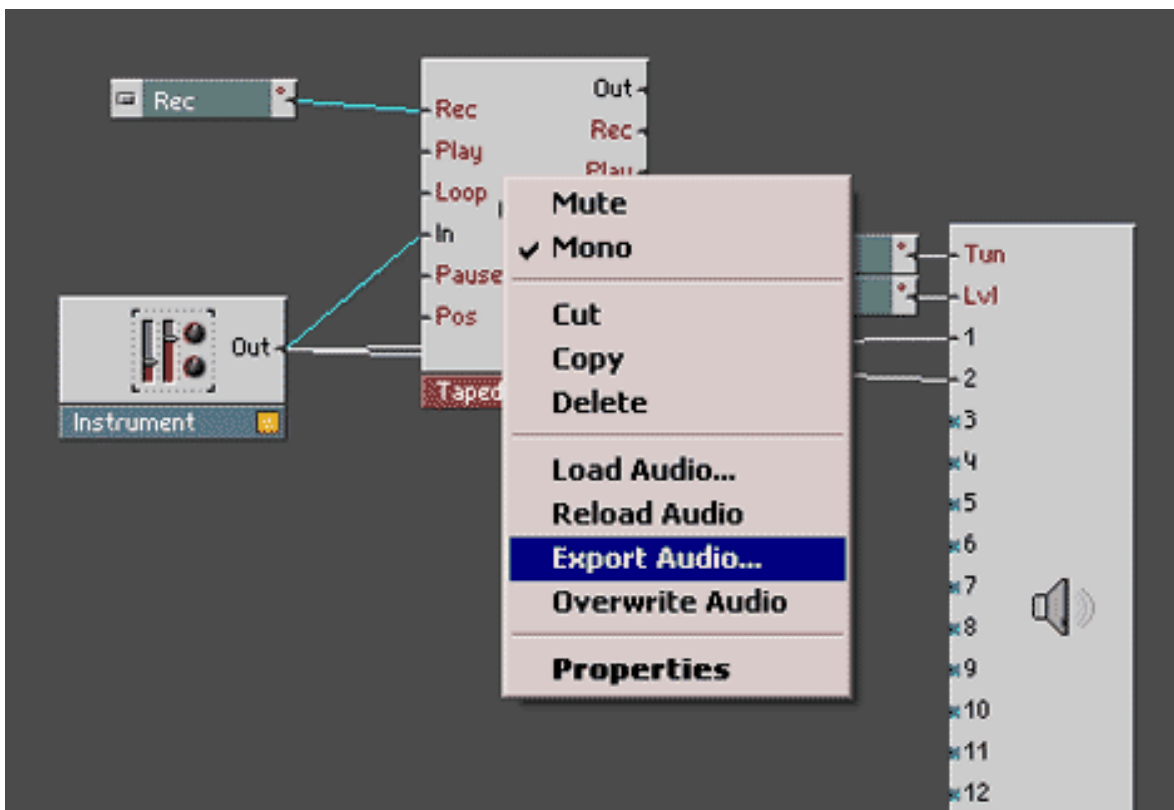 Rec
Out
Rec
Rec
Play
Play
Loop
In
Pause
Pos
Taped
Instrument
Out
Mute
Mono
Cut
Copy
Delete
Load Audio...
Reload Audio
Export Audio...
Overwrite Audio
Properties
Tun
Lvl
1
2
3
4
5
6
7
8
9
10
11
12